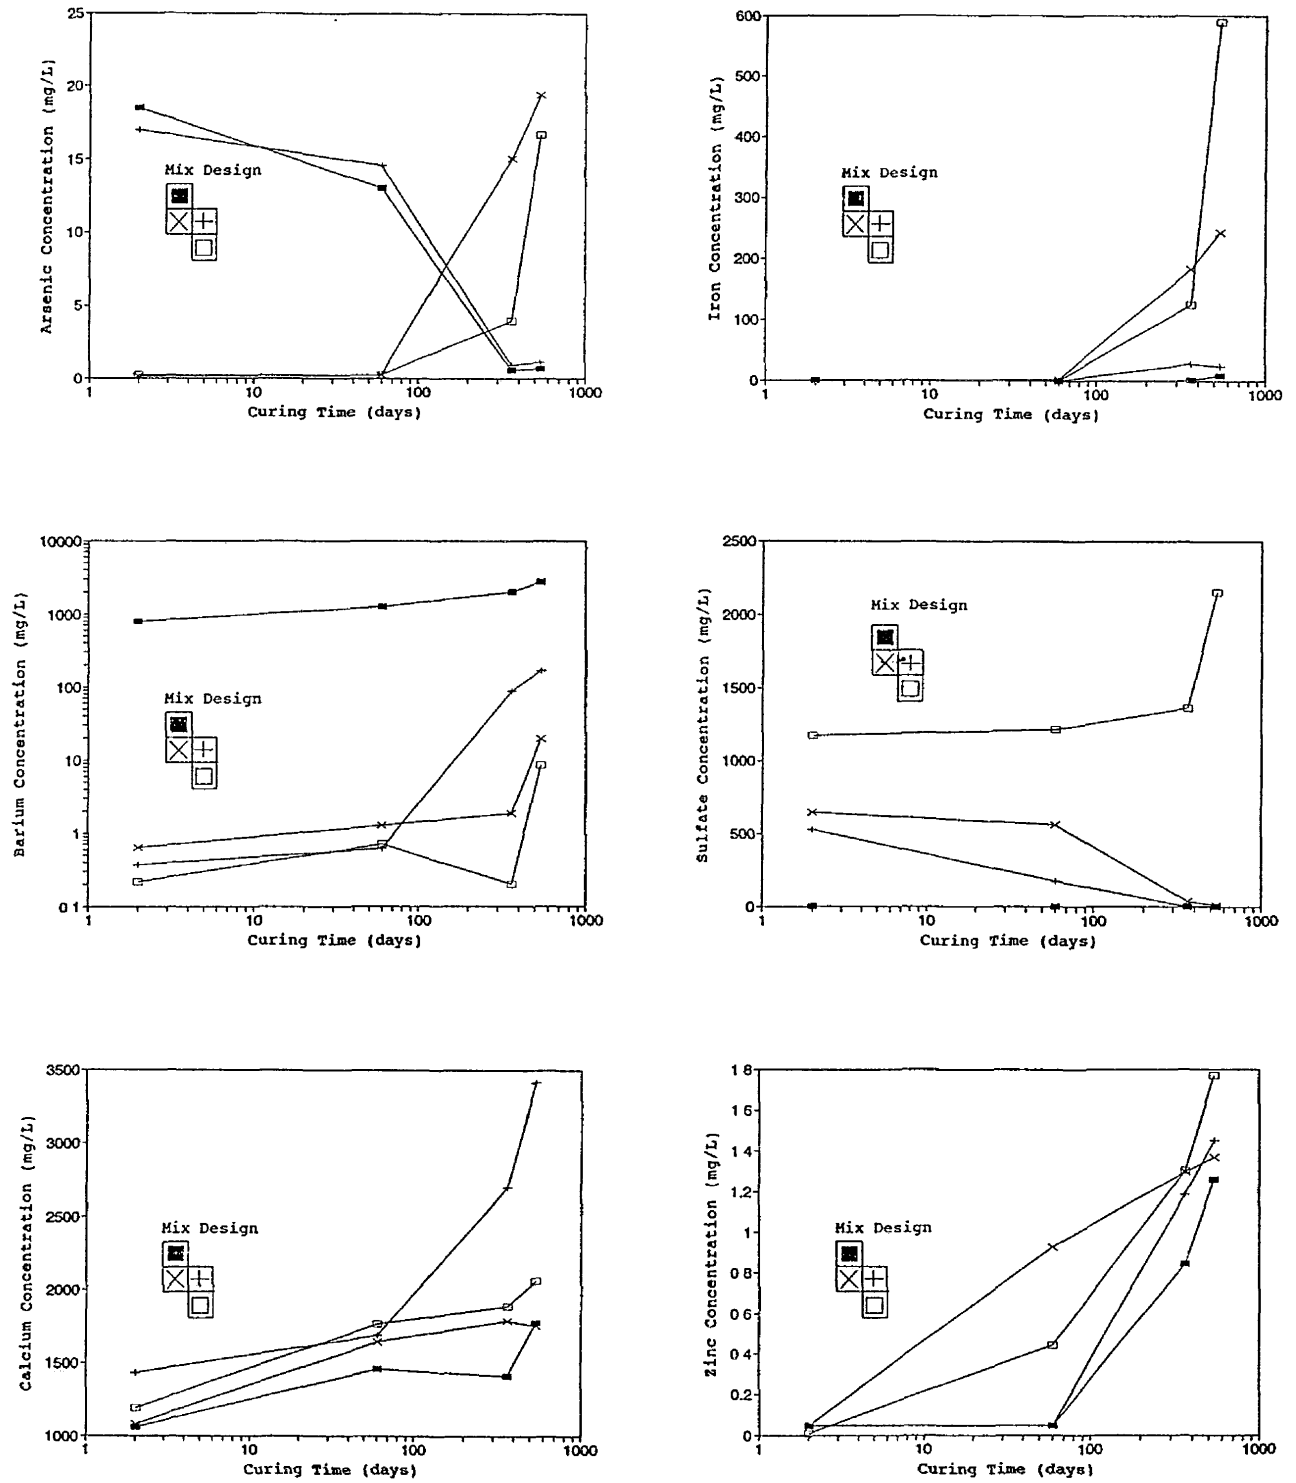 25
20
15
10
5
0
Arsenic Concentration (mg/L)
Mix Design
1 10 100 1000
Curing Time (days)
600
500
400
300
200
100
0
Iron Concentration (mg/L)
Mix Design
1 10 100 1000
Curing Time (days)
10000
1000
100
10
1
0 1
Barium Concentration (mg/L)
Mix Design
1 10 100 1000
Curing Time (days)
2500
2000
1500
1000
500
0
Sulfate Concentration (mg/L)
Mix Design
1 10 100 1000
Curing Time (days)
3500
3000
2500
2000
1500
1000
Calcium Concentration (mg/L)
Mix Design
1 10 100 1000
Curing Time (days)
1 8
1 6
1.4
1.2
1
0.8
0 6
0 4
0.2
0
Zinc Concentration (mg/L)
Mix Design
1 10 100 1000
Curing Time (days)